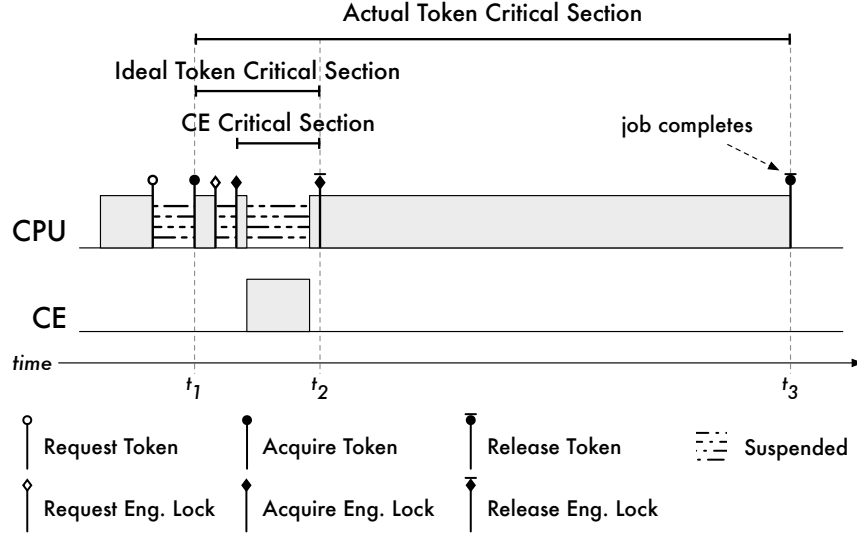 Actual Token Critical Section
Ideal Token Critical Section
CE Critical Section
job completes
CPU
CE
time
t1 t2 t3
Request Token Acquire Token Release Token Suspended
Request Eng. Lock Acquire Eng. Lock Release Eng. Lock